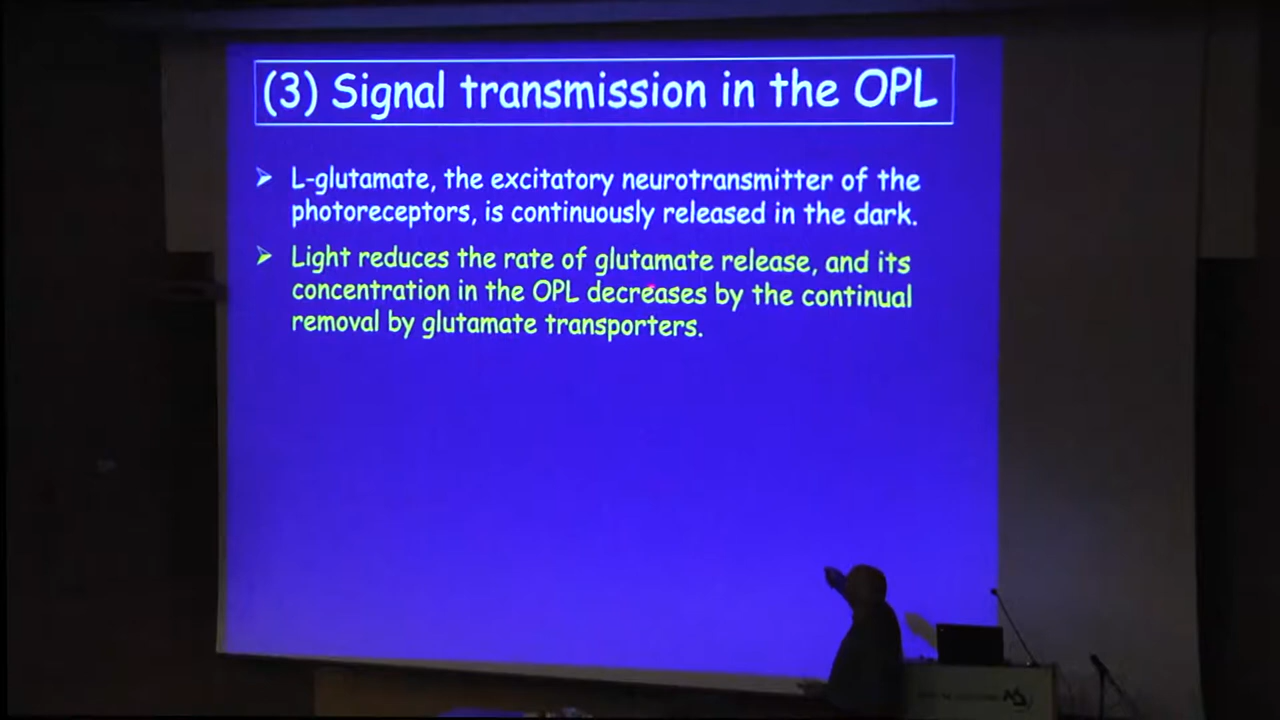 (3) Signal transmission in the OPL
➢ L-glutamate, the excitatory neurotransmitter of the
photoreceptors, is continuously released in the dark.
➢ Light reduces the rate of glutamate release, and its
concentration in the OPL decreases by the continual
removal by glutamate transporters.